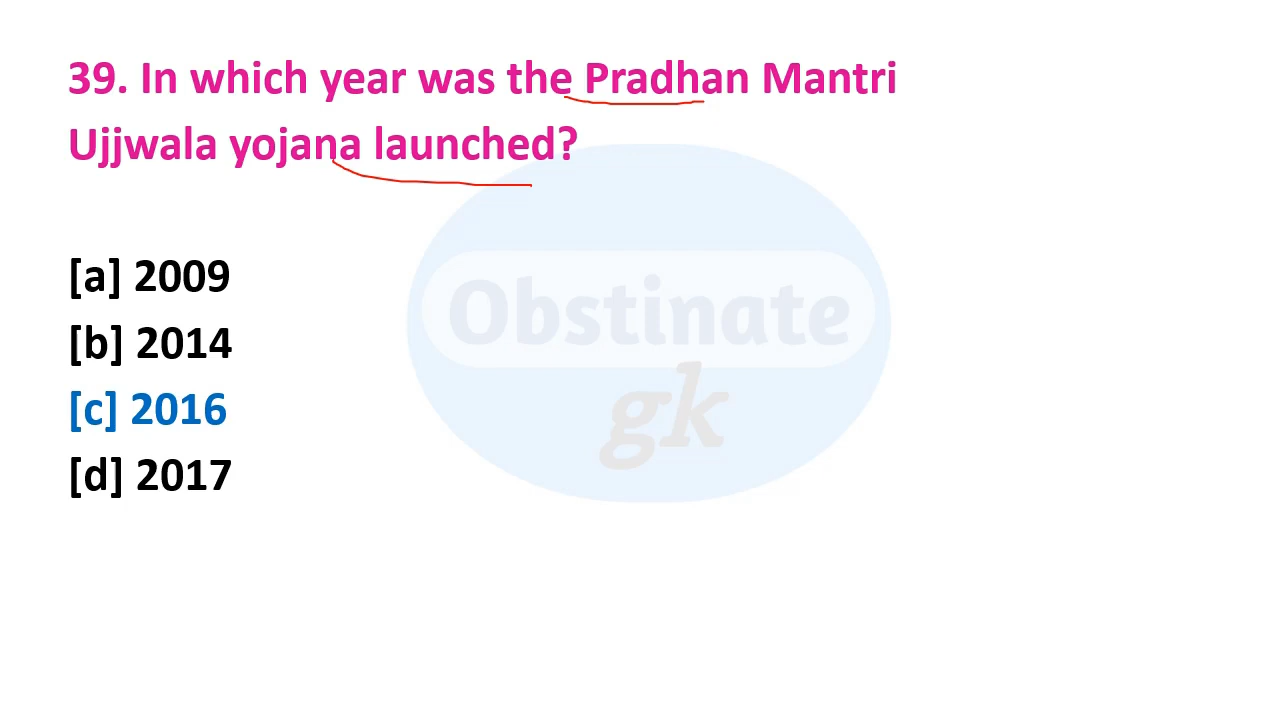 39. In which year was the Pradhan Mantri
Ujjwala yojana launched?
[a] 2009
[b] 2014
[c] 2016
[d] 2017
Obstinate
gk